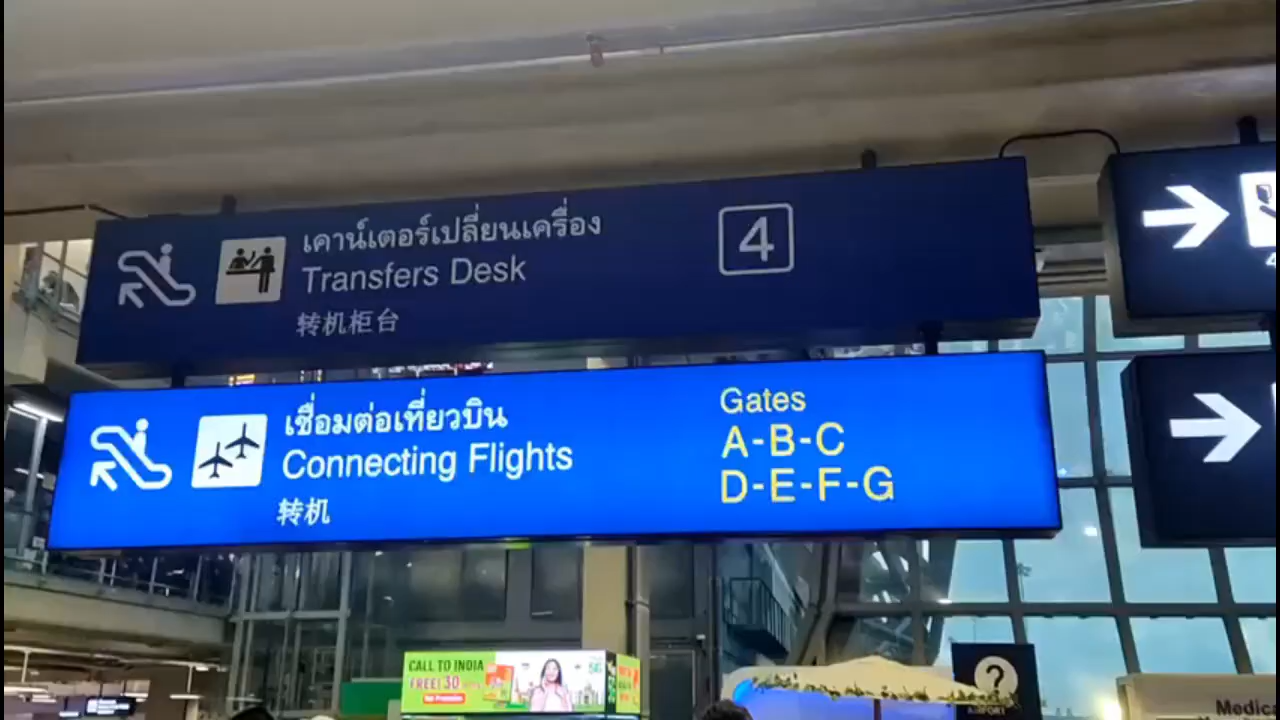 เคาน์เตอร์เปลี่ยนเครื่อง
Transfers Desk
转机柜台
4
เชื่อมต่อเที่ยวบิน
Connecting Flights
转机
Gates
A-B-C
D-E-F-G
CALL TO INDIA
FREE! 30
5G
?
AIRPORT